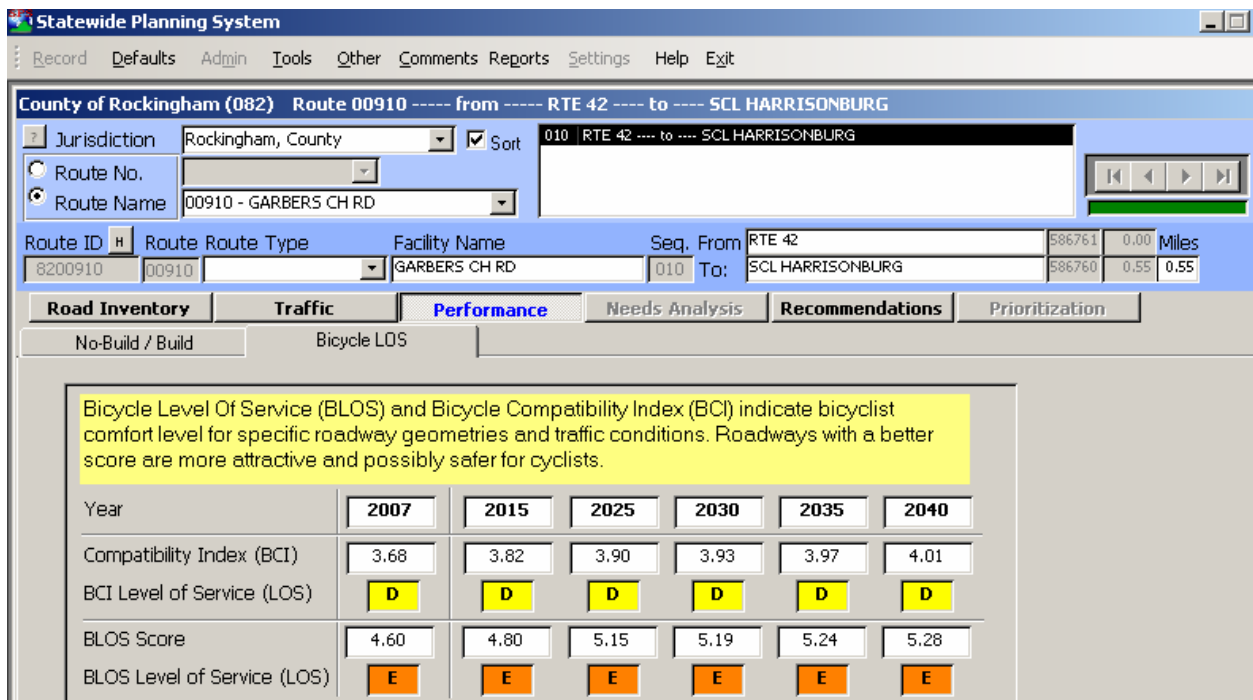 Statewide Planning System
Record Defaults Admin Tools Other Comments Reports Settings Help Exit
County of Rockingham (082) Route 00910 ----- from ----- RTE 42 ---- to ---- SCL HARRISONBURG
? Jurisdiction Rockingham, County Sort 010 RTE 42 ---- to ---- SCL HARRISONBURG
Route No.
Route Name 00910 - GARBERS CH RD
Route ID H Route Route Type Facility Name Seq. From RTE 42 586761 0.00 Miles
8200910 00910 GARBERS CH RD 010 To: SCL HARRISONBURG 586760 0.55 0.55
Road Inventory Traffic Performance Needs Analysis Recommendations Prioritization
No-Build / Build Bicycle LOS
Bicycle Level Of Service (BLOS) and Bicycle Compatibility Index (BCI) indicate bicyclist
comfort level for specific roadway geometries and traffic conditions. Roadways with a better
score are more attractive and possibly safer for cyclists.
Year 2007 2015 2025 2030 2035 2040
Compatibility Index (BCI) 3.68 3.82 3.90 3.93 3.97 4.01
BCI Level of Service (LOS) D D D D D D
BLOS Score 4.60 4.80 5.15 5.19 5.24 5.28
BLOS Level of Service (LOS) E E E E E E